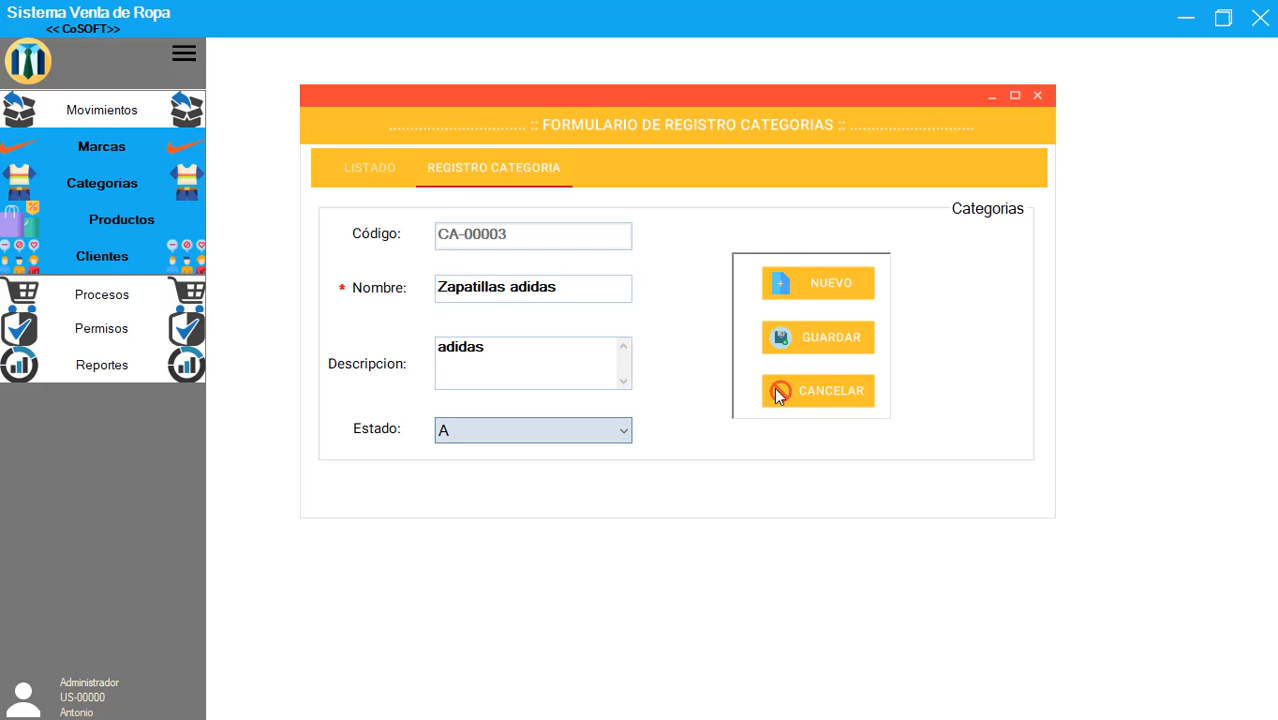 Sistema Venta de Ropa
<< CoSOFT>>
Movimientos
Marcas
Categorias
Productos
Clientes
Procesos
Permisos
Reportes
Administrador
US-00000
Antonio
.............................. :: FORMULARIO DE REGISTRO CATEGORIAS :: ...........................
LISTADO REGISTRO CATEGORIA
Categorias
Código: CA-00003
* Nombre: Zapatillas adidas
Descripcion: adidas
Estado: A
NUEVO
GUARDAR
CANCELAR